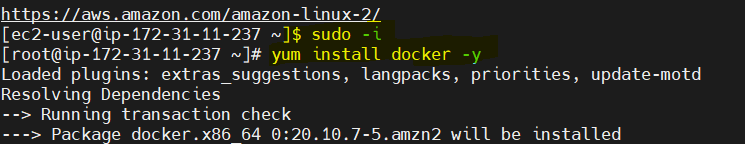 https://aws.amazon.com/amazon-linux-2/
[ec2-user@ip-172-31-11-237 ~]$ sudo -i
[root@ip-172-31-11-237 ~]# yum install docker -y
Loaded plugins: extras_suggestions, langpacks, priorities, update-motd
Resolving Dependencies
--> Running transaction check
---> Package docker.x86_64 0:20.10.7-5.amzn2 will be installed